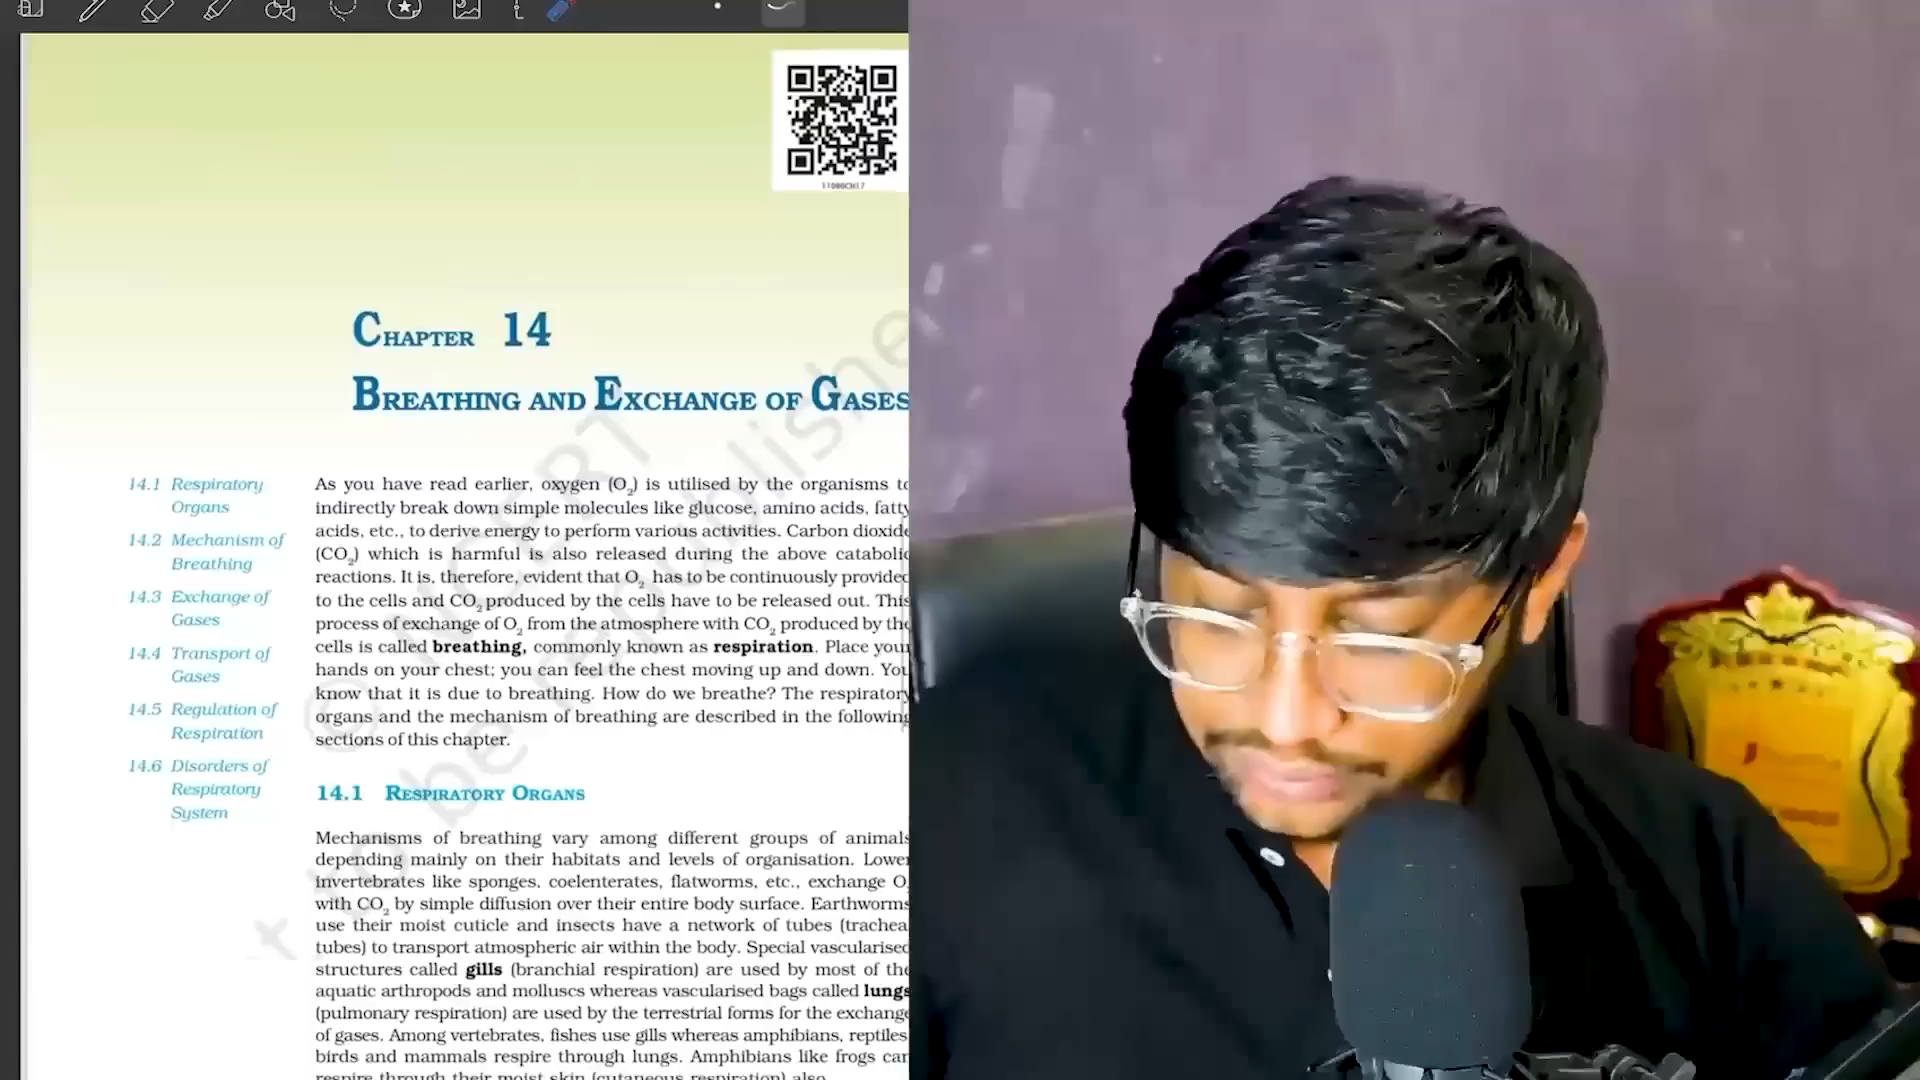 11080CH17
CHAPTER 14
BREATHING AND EXCHANGE OF GASES
14.1 Respiratory Organs
14.2 Mechanism of Breathing
14.3 Exchange of Gases
14.4 Transport of Gases
14.5 Regulation of Respiration
14.6 Disorders of Respiratory System
As you have read earlier, oxygen (O2) is utilised by the organisms to
indirectly break down simple molecules like glucose, amino acids, fatty
acids, etc., to derive energy to perform various activities. Carbon dioxide
(CO2) which is harmful is also released during the above catabolic
reactions. It is, therefore, evident that O2 has to be continuously provided
to the cells and CO2 produced by the cells have to be released out. This
process of exchange of O2 from the atmosphere with CO2 produced by the
cells is called breathing, commonly known as respiration. Place your
hands on your chest; you can feel the chest moving up and down. You
know that it is due to breathing. How do we breathe? The respiratory
organs and the mechanism of breathing are described in the following
sections of this chapter.
14.1 RESPIRATORY ORGANS
Mechanisms of breathing vary among different groups of animals
depending mainly on their habitats and levels of organisation. Lower
invertebrates like sponges, coelenterates, flatworms, etc., exchange O2
with CO2 by simple diffusion over their entire body surface. Earthworms
use their moist cuticle and insects have a network of tubes (tracheal
tubes) to transport atmospheric air within the body. Special vascularised
structures called gills (branchial respiration) are used by most of the
aquatic arthropods and molluscs whereas vascularised bags called lungs
(pulmonary respiration) are used by the terrestrial forms for the exchange
of gases. Among vertebrates, fishes use gills whereas amphibians, reptiles
birds and mammals respire through lungs. Amphibians like frogs can
respire through their moist skin (cutaneous respiration) also
© NCERT
t to be republishe